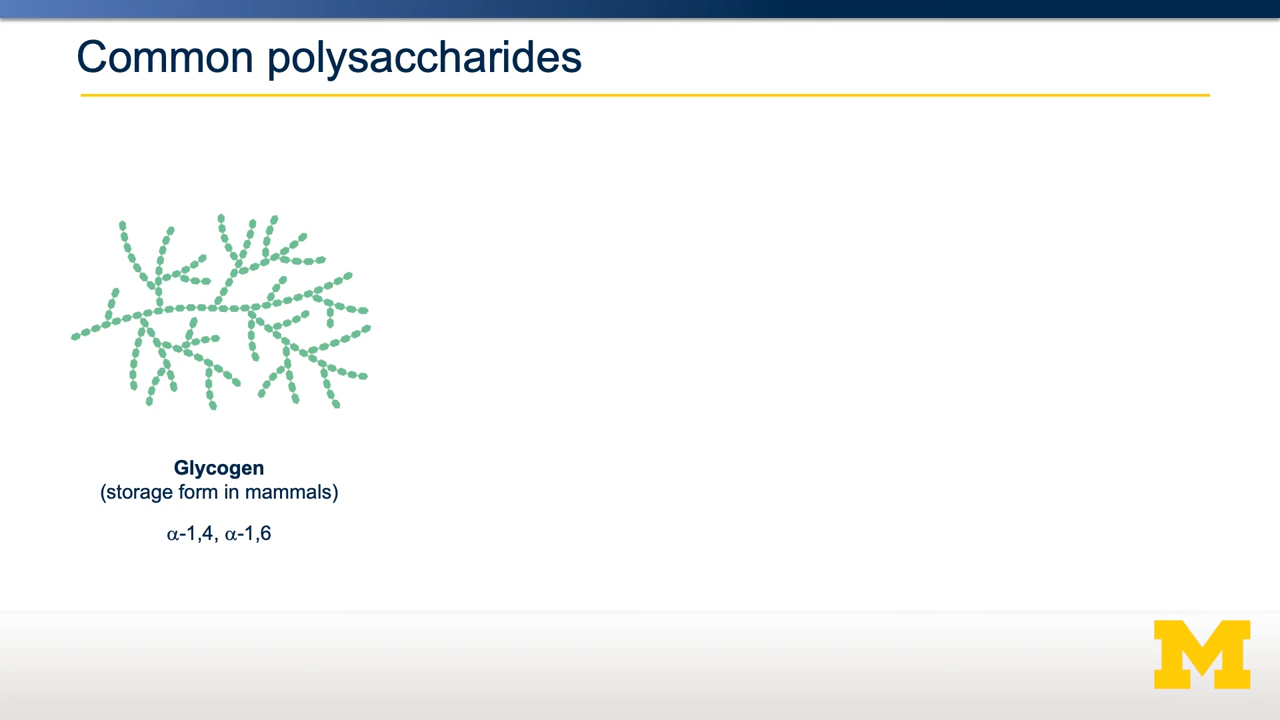 Common polysaccharides
Glycogen
(storage form in mammals)
α-1,4, α-1,6
M